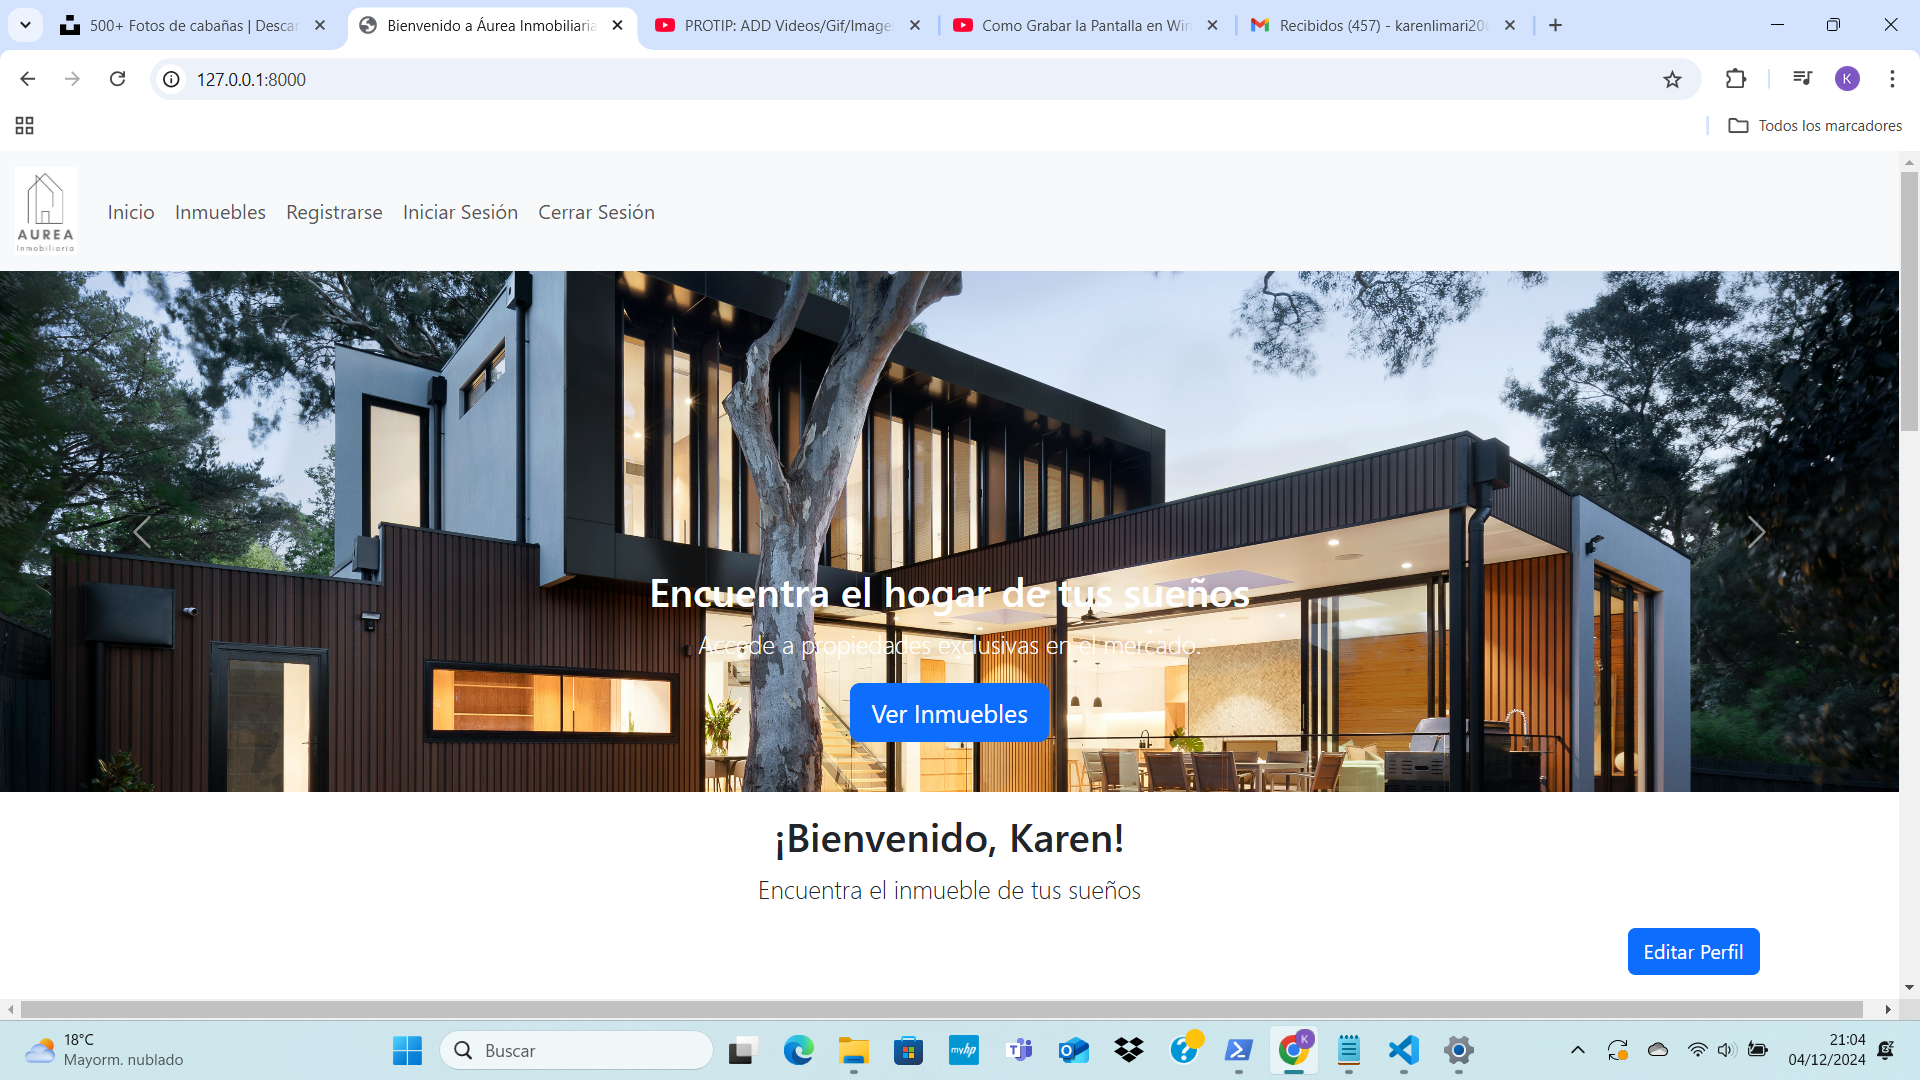 500+ Fotos de cabañas | Descar
Bienvenido a Áurea Inmobiliaria
PROTIP: ADD Videos/Gif/Image
Como Grabar la Pantalla en Win
Recibidos (457) - karenlimari20
127.0.0.1:8000
K
Todos los marcadores
AUREA
inmobiliaria
Inicio
Inmuebles
Registrarse
Iniciar Sesión
Cerrar Sesión
Encuentra el hogar de tus sueños
Accede a propiedades exclusivas en el mercado.
Ver Inmuebles
¡Bienvenido, Karen!
Encuentra el inmueble de tus sueños
Editar Perfil
18°C
Mayorm. nublado
Buscar
myhp
K
21:04
04/12/2024